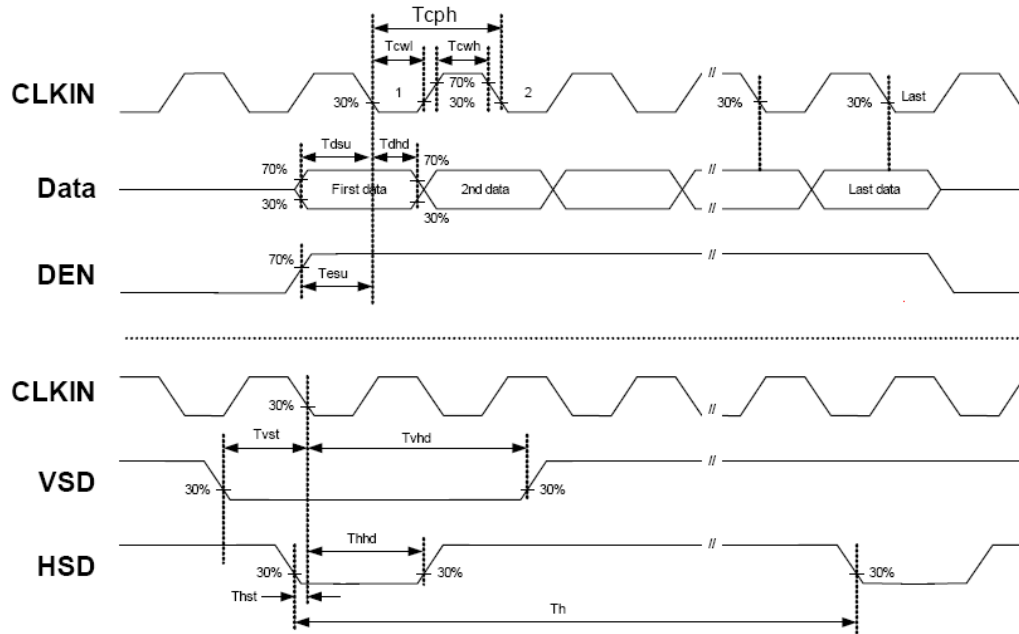 Tcph
Tcwl Tcwh
CLKIN 30% 1 70% 30% 2 // 30% 30% Last
Tdsu Tdhd
Data 70% 30% First data 70% 30% 2nd data // // Last data
DEN 70% Tesu //
CLKIN 30% //
Tvst Tvhd
VSD 30% 30% //
Thhd
HSD 30% 30% // 30%
Thst
Th